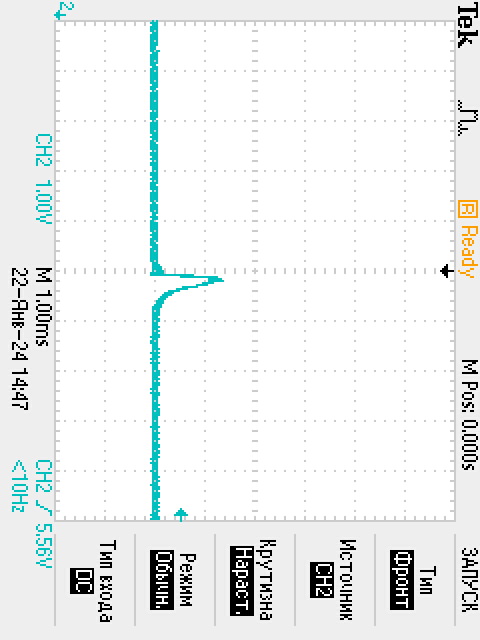 Tek
R Ready
M Pos: 0.000s
ЗАПУСК
Тип
Фронт
Источник
CH2
Крутизна
Нараст
Режим
Обычн.
Тип входа
DC
2
CH2 1.00V
M 1.00ms
CH2 / 5.56V
22-Янв-24 14:47
<10Hz